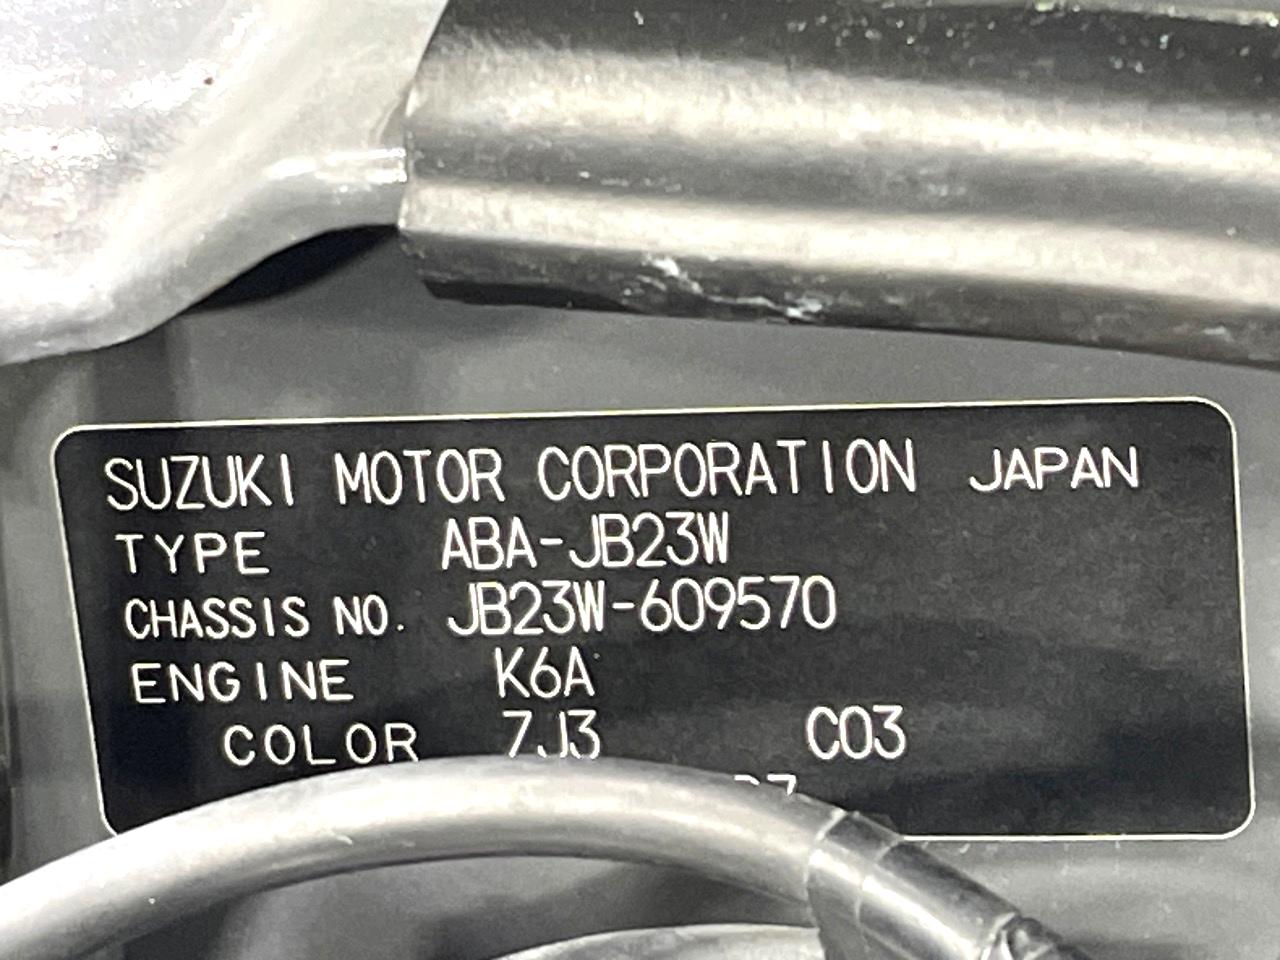 SUZUKI MOTOR CORPORATION JAPAN
TYPE ABA-JB23W
CHASSIS NO. JB23W-609570
ENGINE K6A
COLOR 7J3 C03